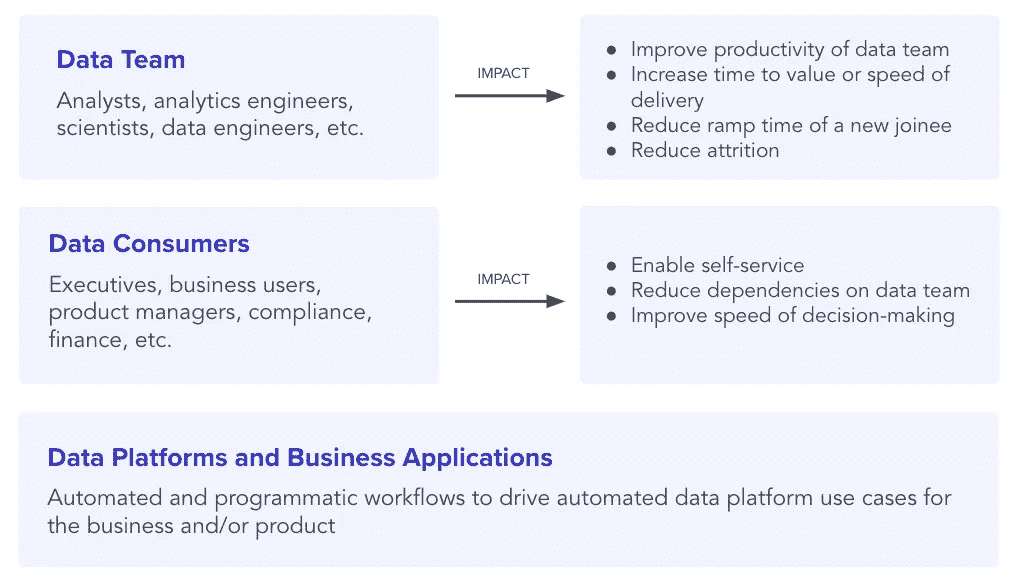 Data Team
Analysts, analytics engineers,
scientists, data engineers, etc.
IMPACT
● Improve productivity of data team
● Increase time to value or speed of
delivery
● Reduce ramp time of a new joinee
● Reduce attrition
Data Consumers
Executives, business users,
product managers, compliance,
finance, etc.
IMPACT
● Enable self-service
● Reduce dependencies on data team
● Improve speed of decision-making
Data Platforms and Business Applications
Automated and programmatic workflows to drive automated data platform use cases for
the business and/or product